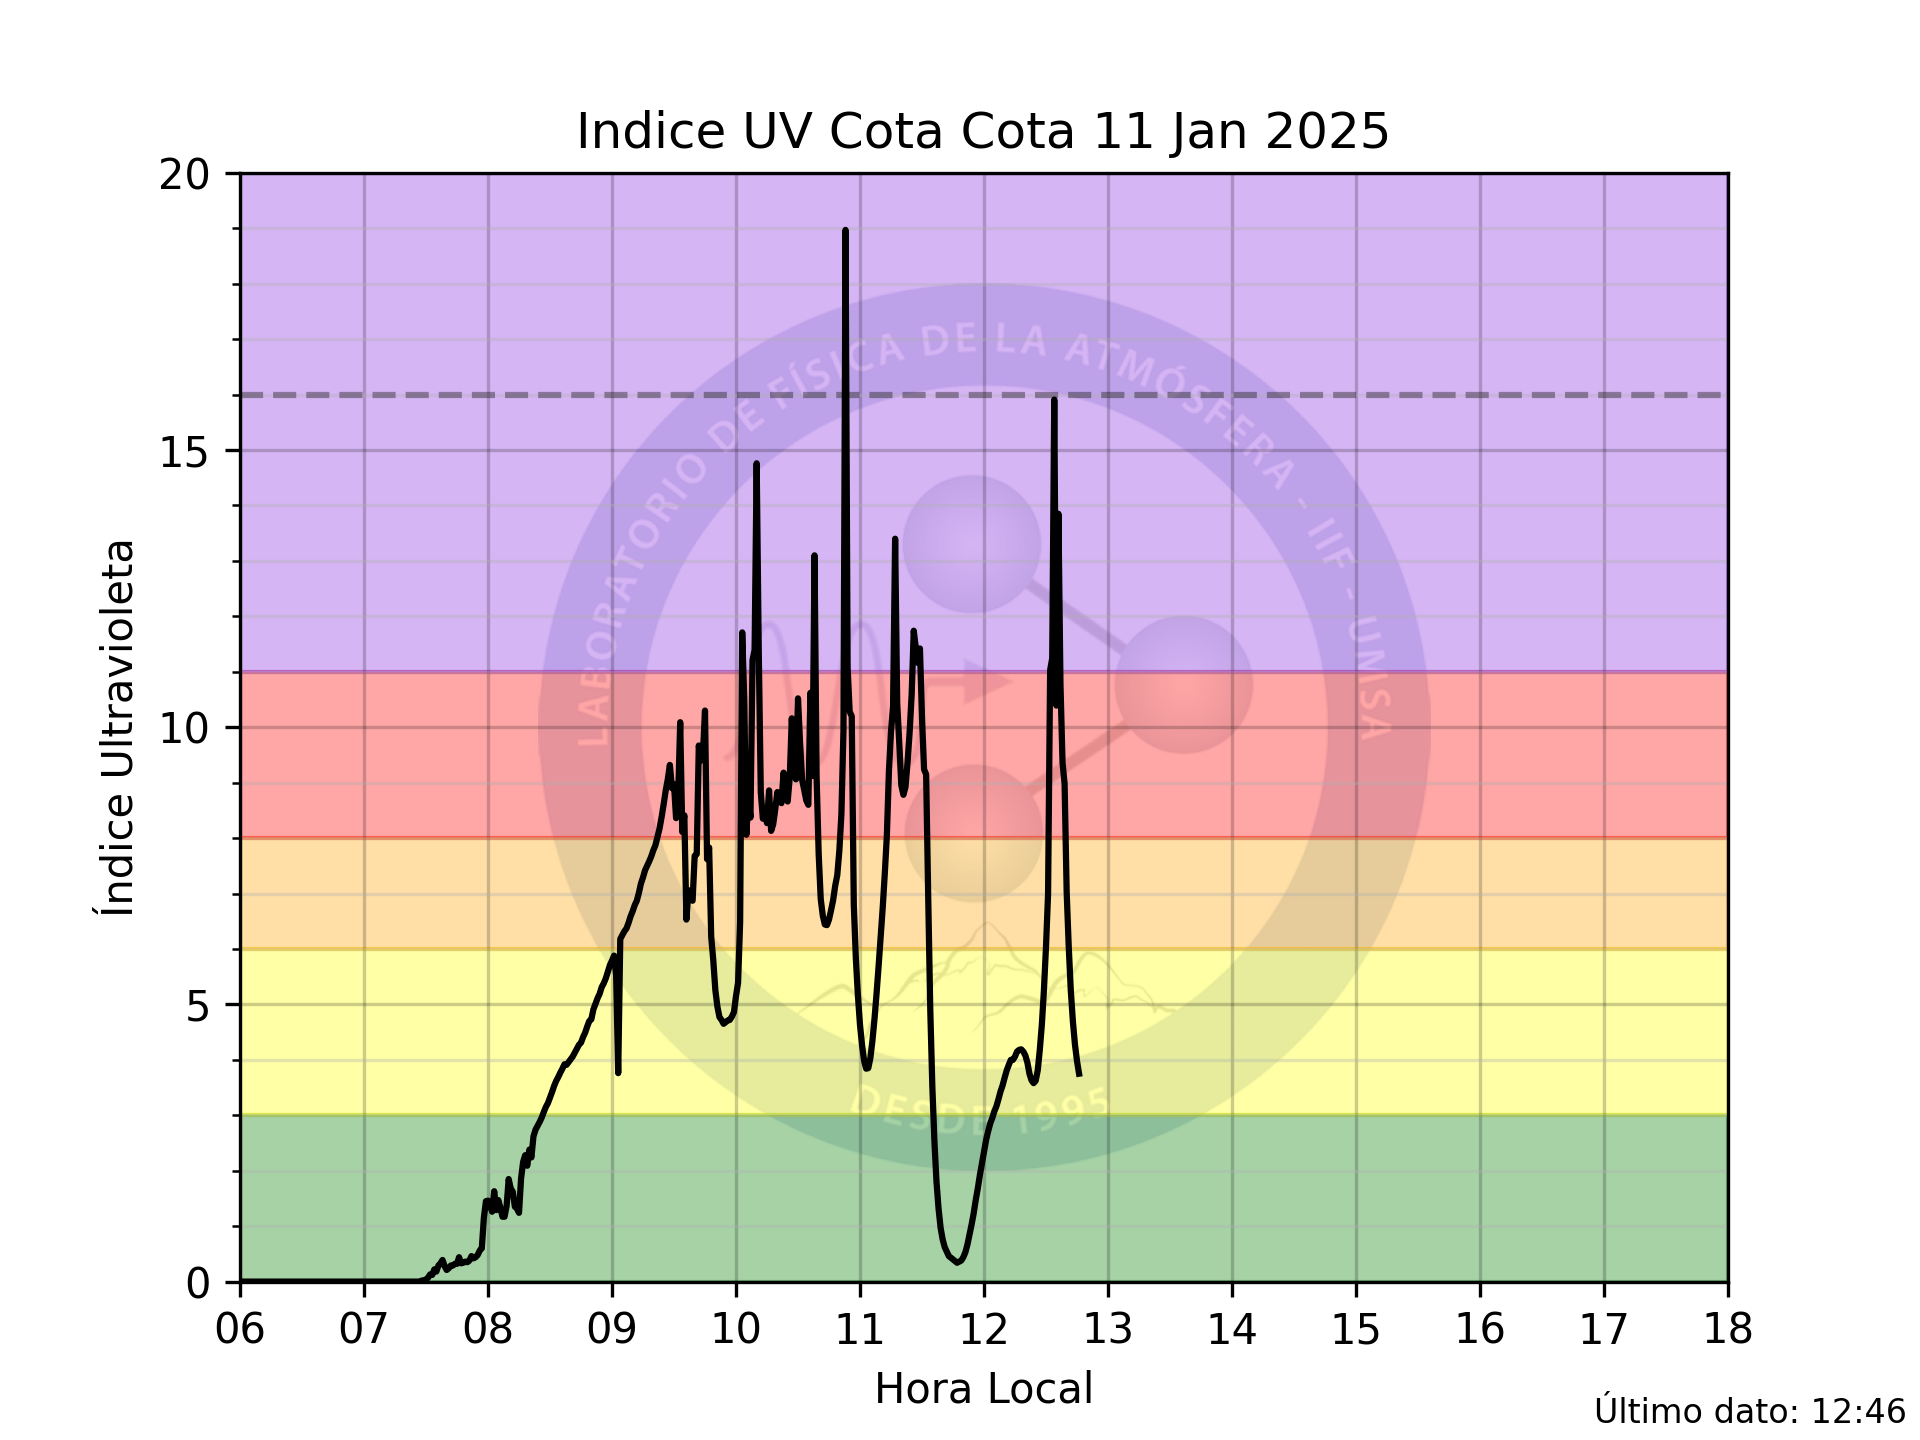 Indice UV Cota Cota 11 Jan 2025
20
15
10
5
0
Índice Ultravioleta
LABORATORIO DE FÍSICA DE LA ATMÓSFERA - IIF - UMSA
DESDE 1995
06 07 08 09 10 11 12 13 14 15 16 17 18
Hora Local
Último dato: 12:46